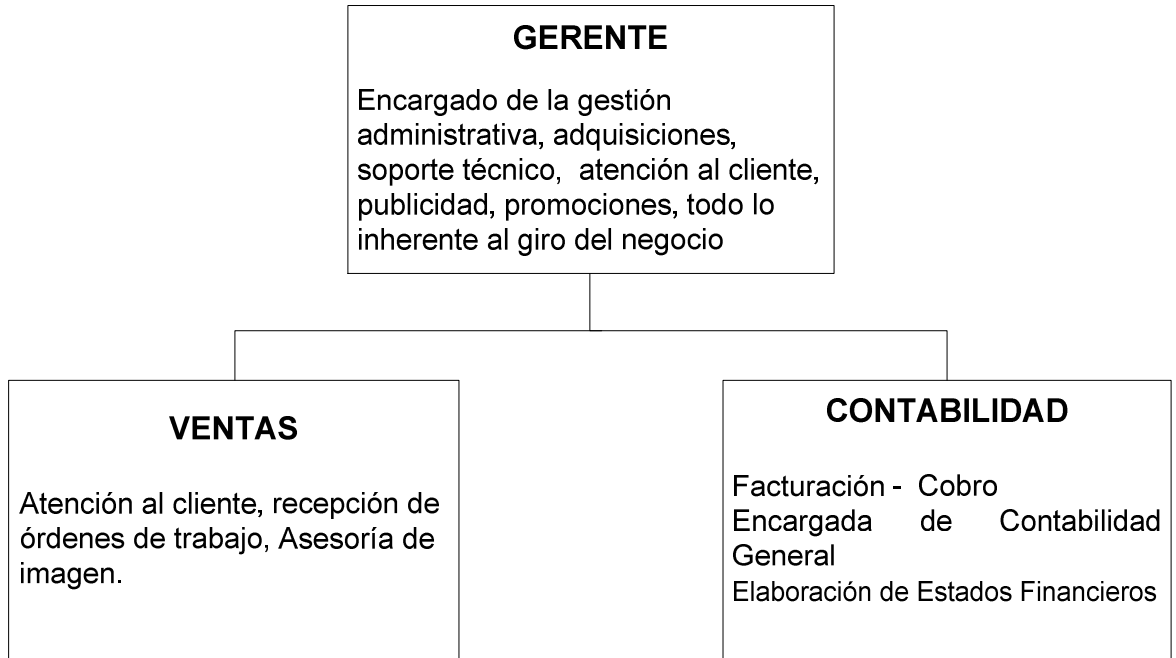 GERENTE
Encargado de la gestión
administrativa, adquisiciones,
soporte técnico,  atención al cliente,
publicidad, promociones, todo lo
inherente al giro del negocio
VENTAS
Atención al cliente, recepción de
órdenes de trabajo, Asesoría de
imagen.
CONTABILIDAD
Facturación -  Cobro
Encargada de Contabilidad
General
Elaboración de Estados Financieros